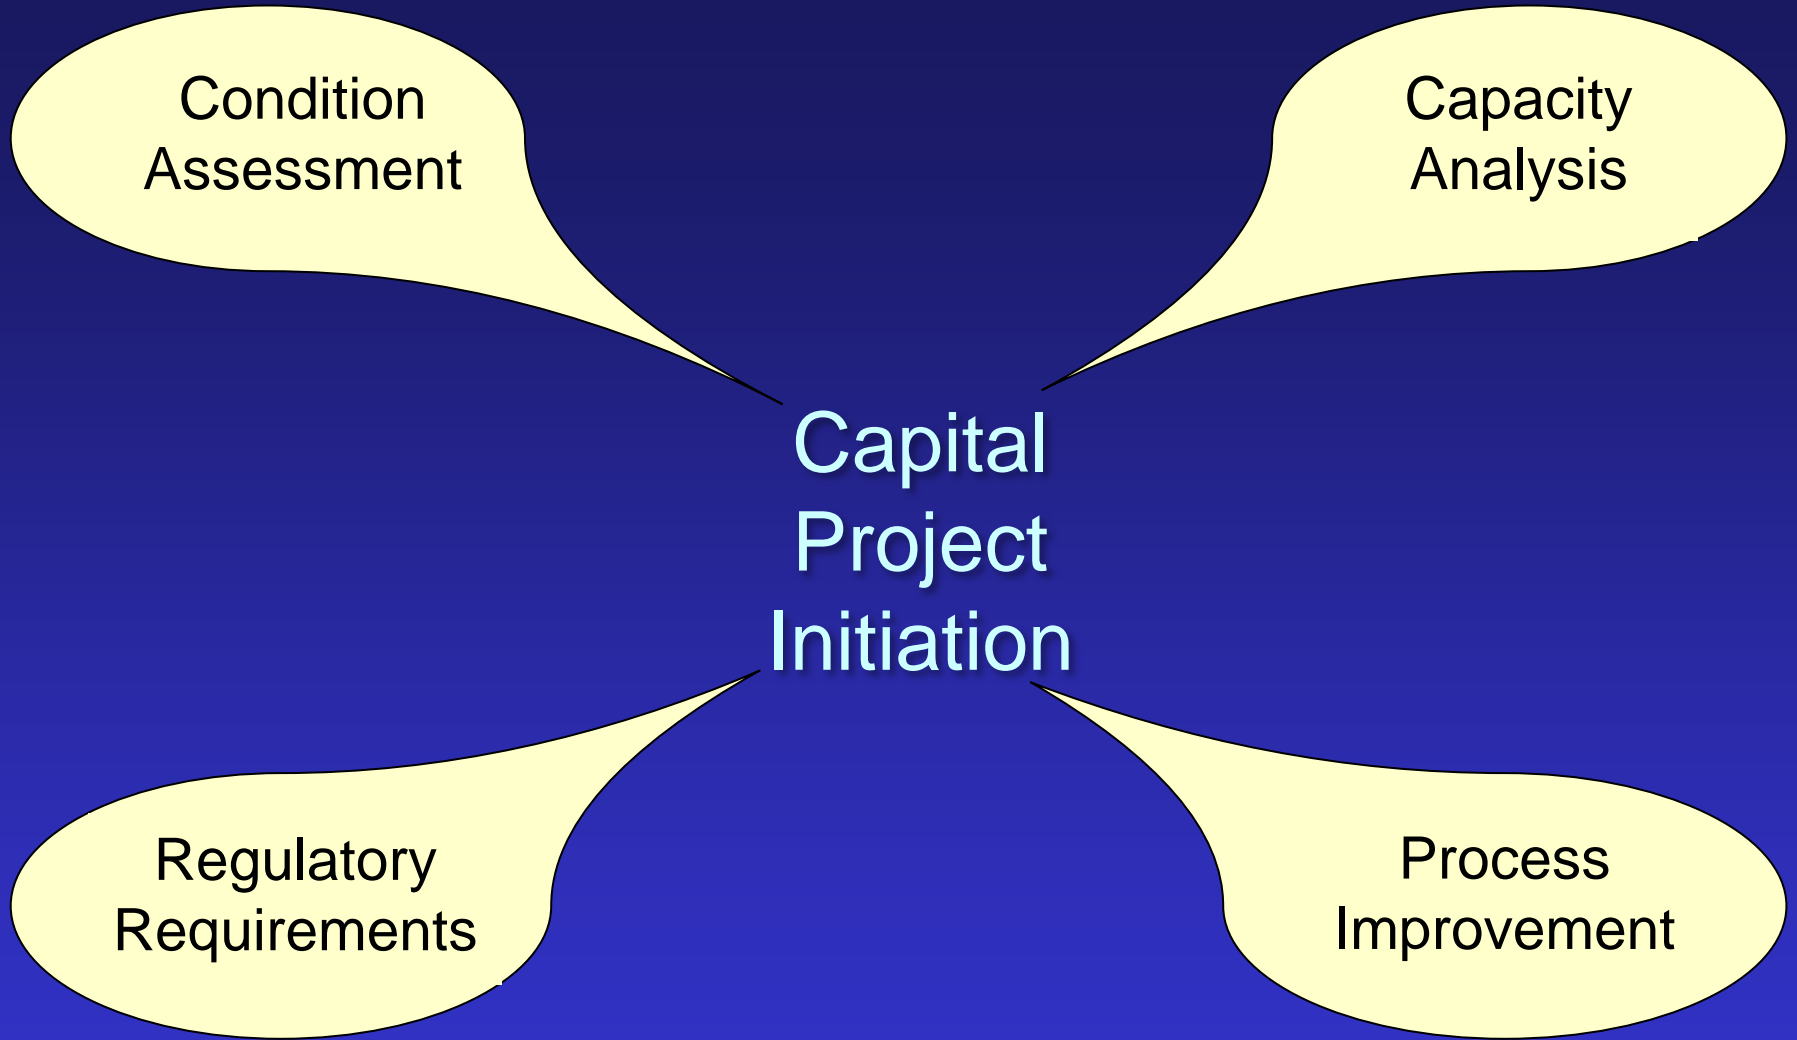 Condition
Assessment
Capacity
Analysis
Capital
Project
Initiation
Regulatory
Requirements
Process
Improvement